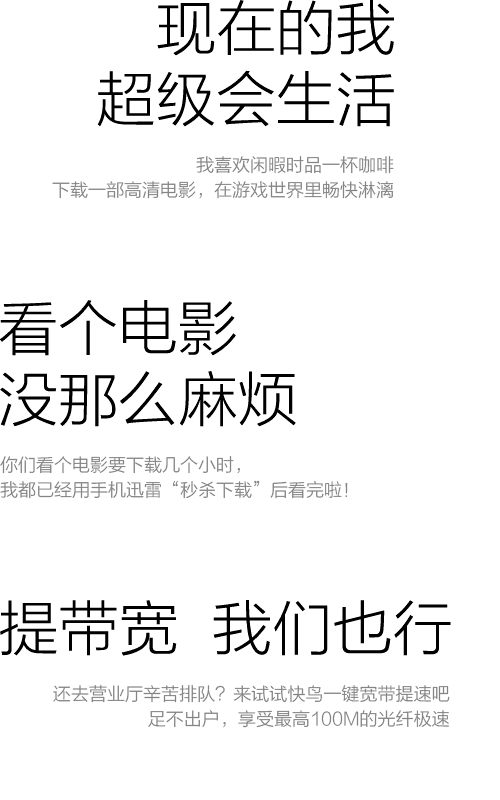 现在的我
超级会生活
我喜欢闲暇时品一杯咖啡
下载一部高清电影，在游戏世界里畅快淋漓
看个电影
没那么麻烦
你们看个电影要下载几个小时，
我都已经用手机迅雷“秒杀下载”后看完啦！
提带宽 我们也行
还去营业厅辛苦排队？来试试快鸟一键宽带提速吧
足不出户，享受最高100M的光纤极速